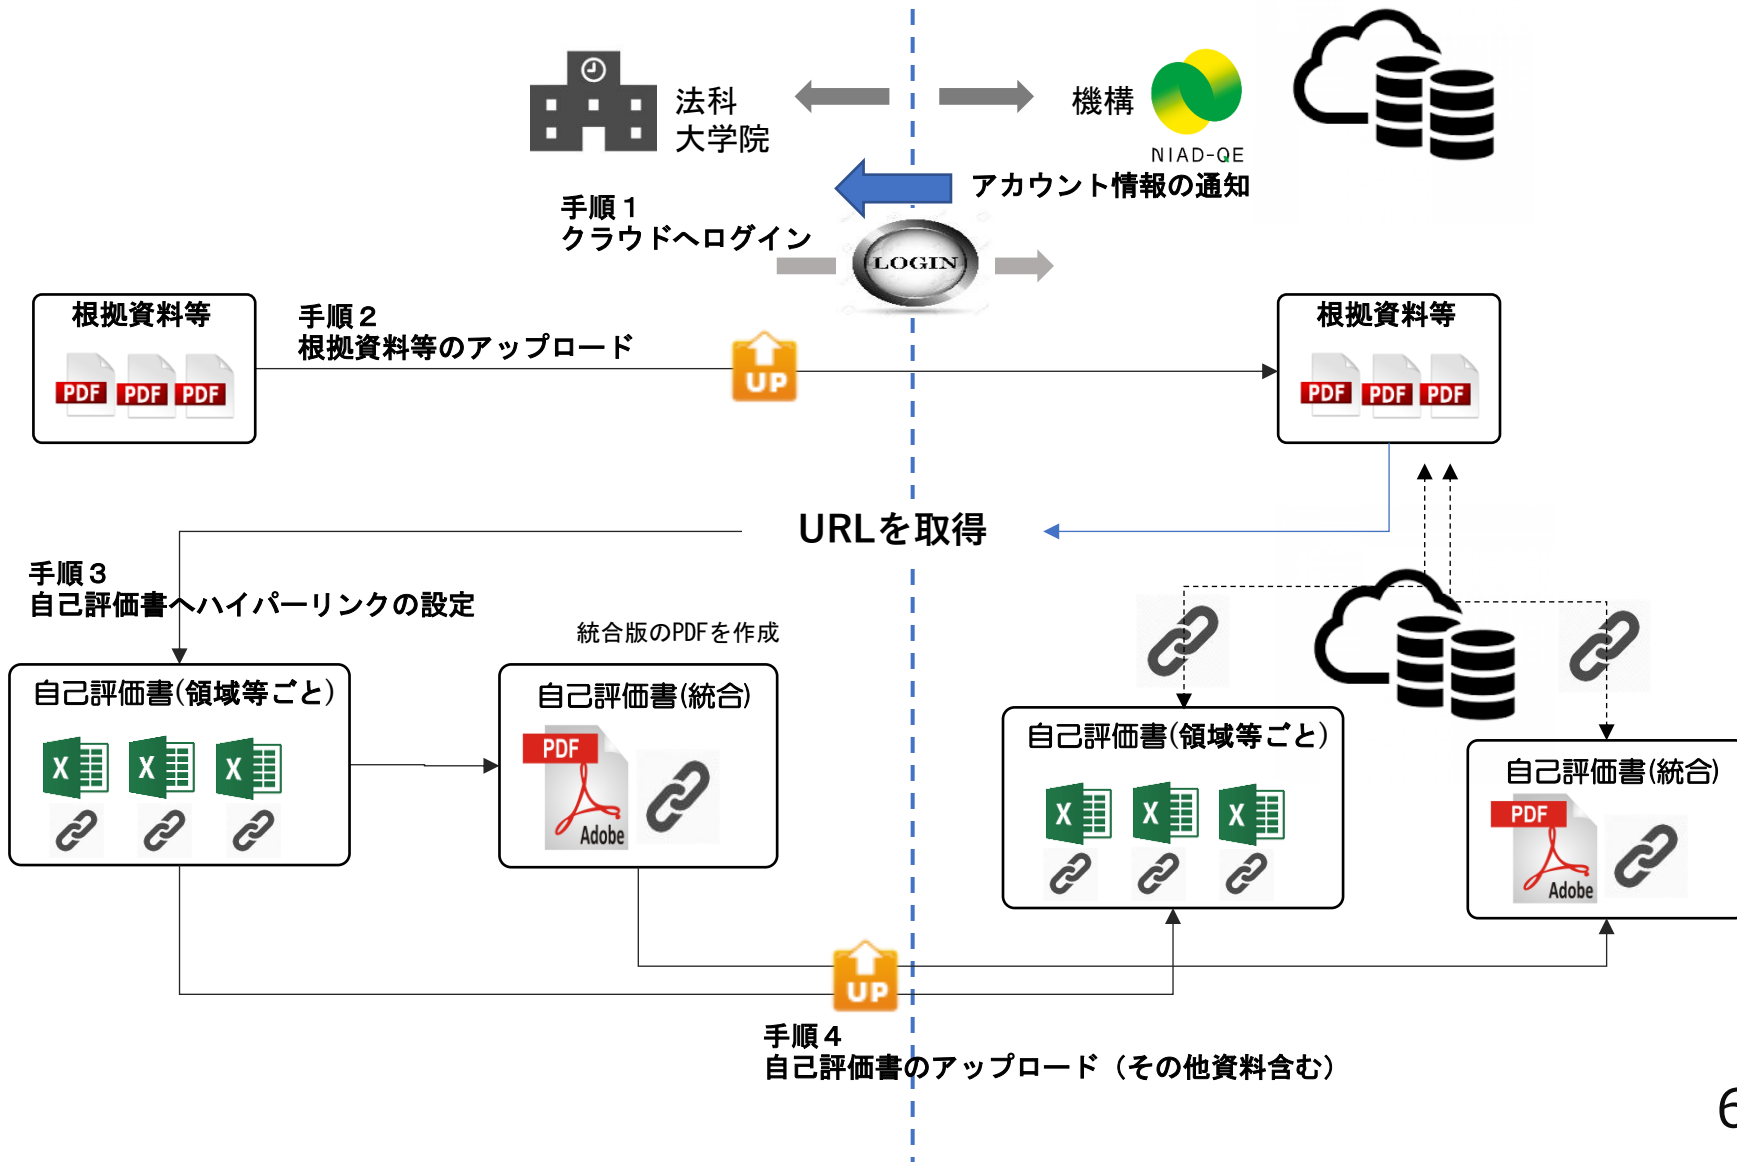 法科
大学院
機構
NIAD-QE
アカウント情報の通知
手順１
クラウドへログイン
LOGIN
根拠資料等
PDF PDF PDF
手順２
根拠資料等のアップロード
UP
根拠資料等
PDF PDF PDF
URLを取得
手順３
自己評価書へハイパーリンクの設定
統合版のPDFを作成
自己評価書(領域等ごと)
X X X
自己評価書(統合)
PDF
Adobe
自己評価書(領域等ごと)
X X X
自己評価書(統合)
PDF
Adobe
UP
手順４
自己評価書のアップロード（その他資料含む）
6